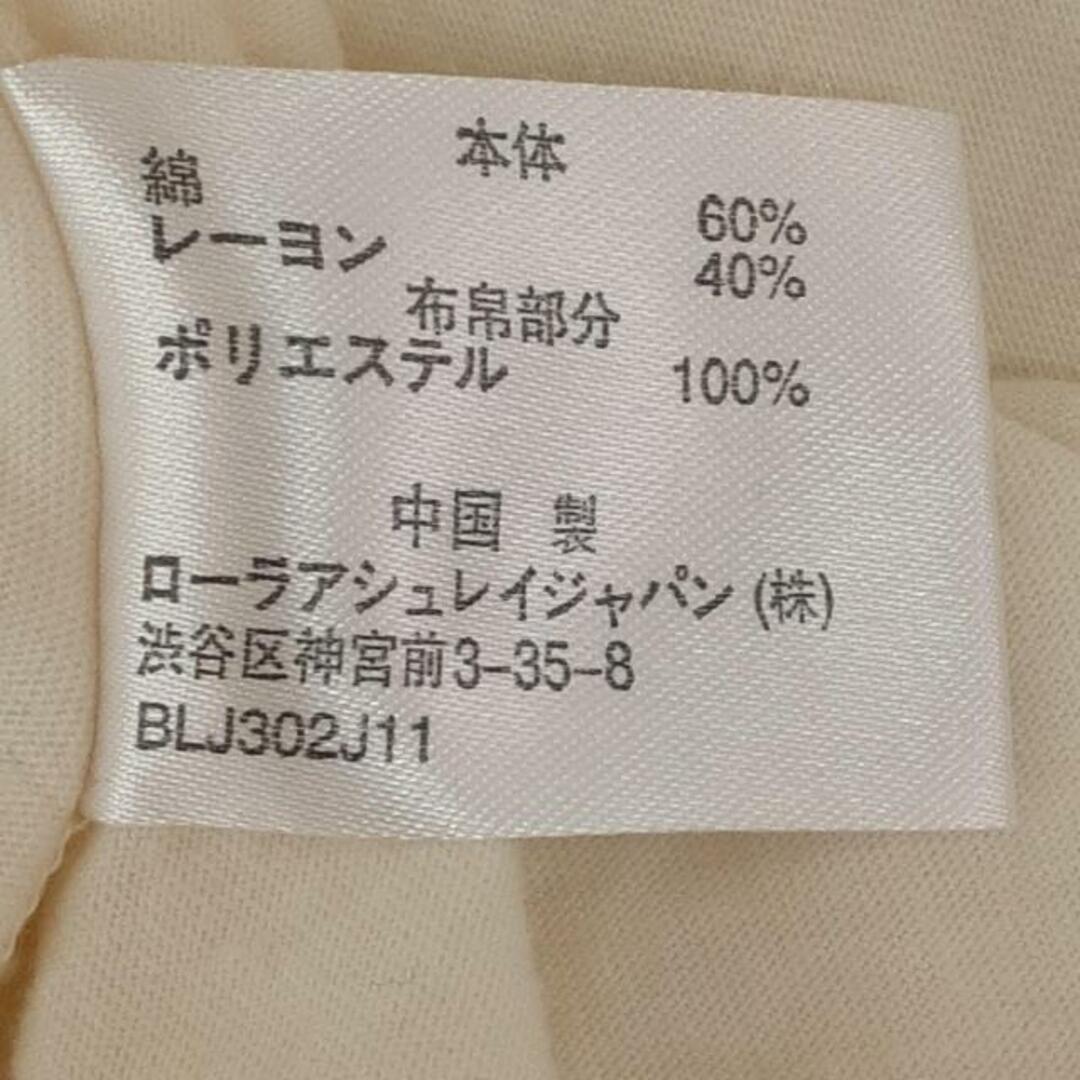 本体
綿 60%
レーヨン 40%
布帛部分
ポリエステル 100%
中国 製
ローラアシュレイジャパン(株)
渋谷区神宮前3-35-8
BLJ302J11